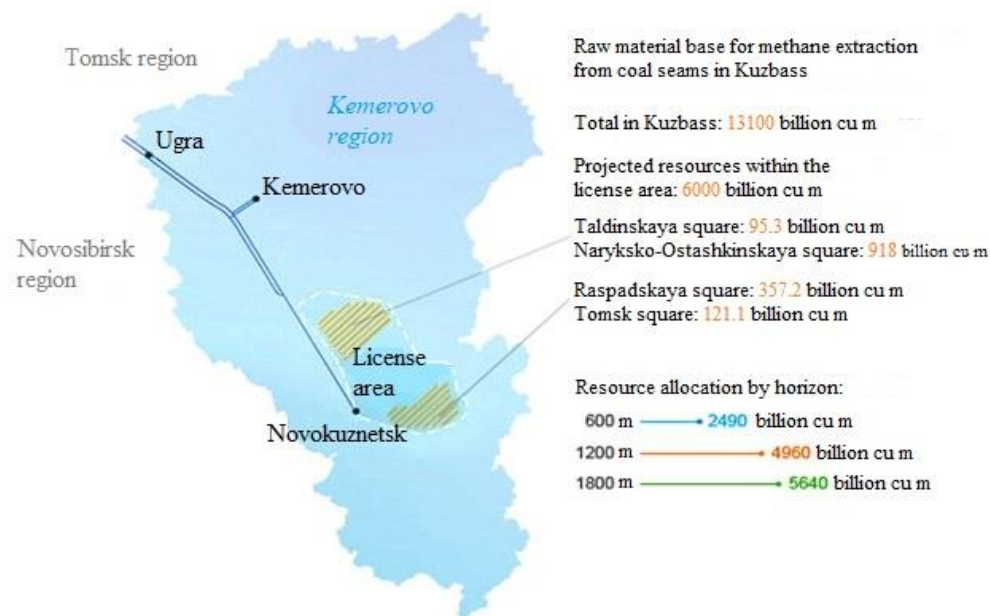 Tomsk region
Kemerovo
region
Ugra
Kemerovo
Novosibirsk
region
License
area
Novokuznetsk
Raw material base for methane extraction
from coal seams in Kuzbass
Total in Kuzbass: 13100 billion cu m
Projected resources within the
license area: 6000 billion cu m
Taldinskaya square: 95.3 billion cu m
Naryksko-Ostashkinskaya square: 918 billion cu m
Raspadskaya square: 357.2 billion cu m
Tomsk square: 121.1 billion cu m
Resource allocation by horizon:
600 m 2490 billion cu m
1200 m 4960 billion cu m
1800 m 5640 billion cu m